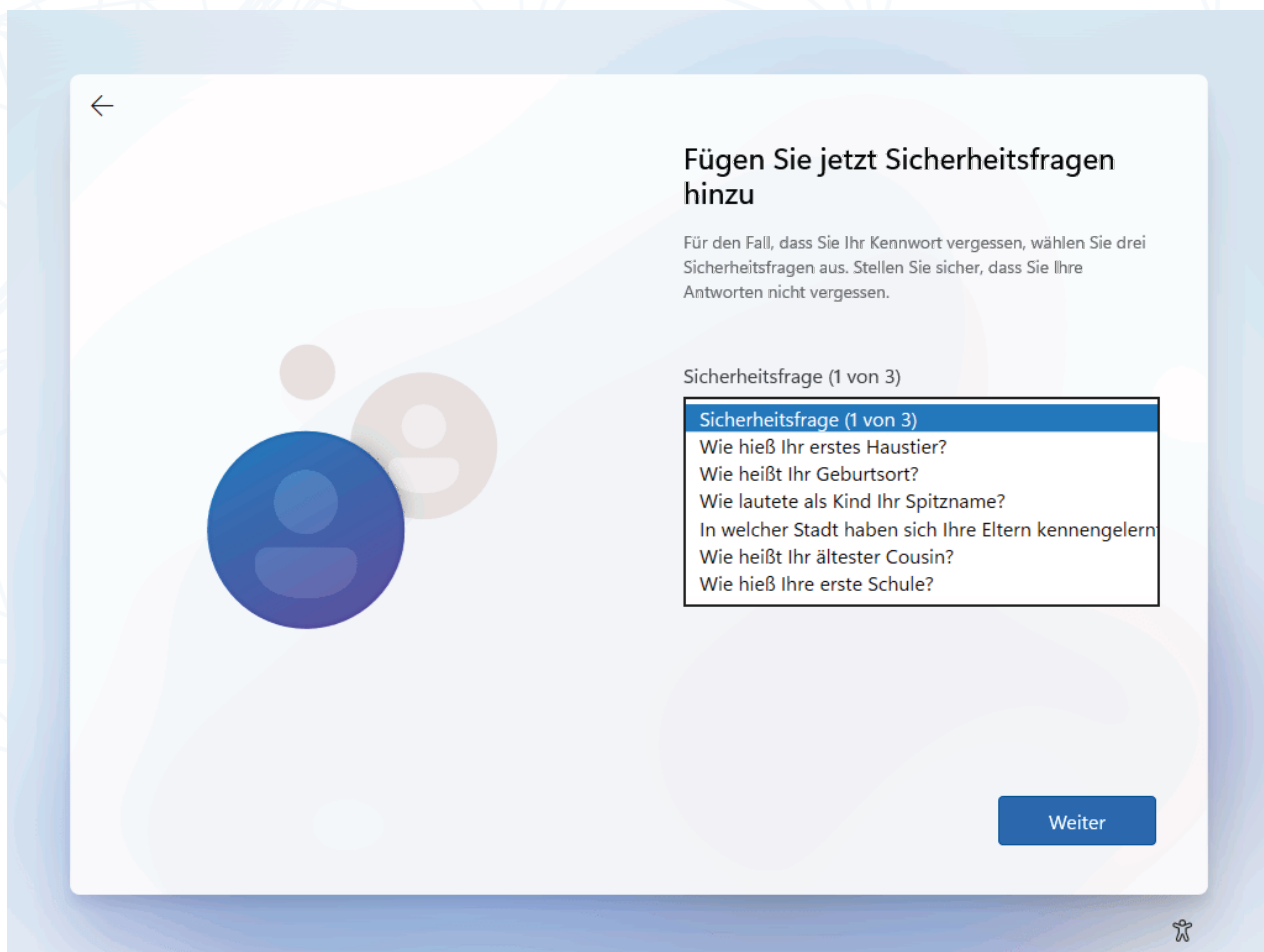 Fügen Sie jetzt Sicherheitsfragen
hinzu
Für den Fall, dass Sie Ihr Kennwort vergessen, wählen Sie drei
Sicherheitsfragen aus. Stellen Sie sicher, dass Sie Ihre
Antworten nicht vergessen.
Sicherheitsfrage (1 von 3)
Sicherheitsfrage (1 von 3)
Wie hieß Ihr erstes Haustier?
Wie heißt Ihr Geburtsort?
Wie lautete als Kind Ihr Spitzname?
In welcher Stadt haben sich Ihre Eltern kennengelern
Wie heißt Ihr ältester Cousin?
Wie hieß Ihre erste Schule?
Weiter